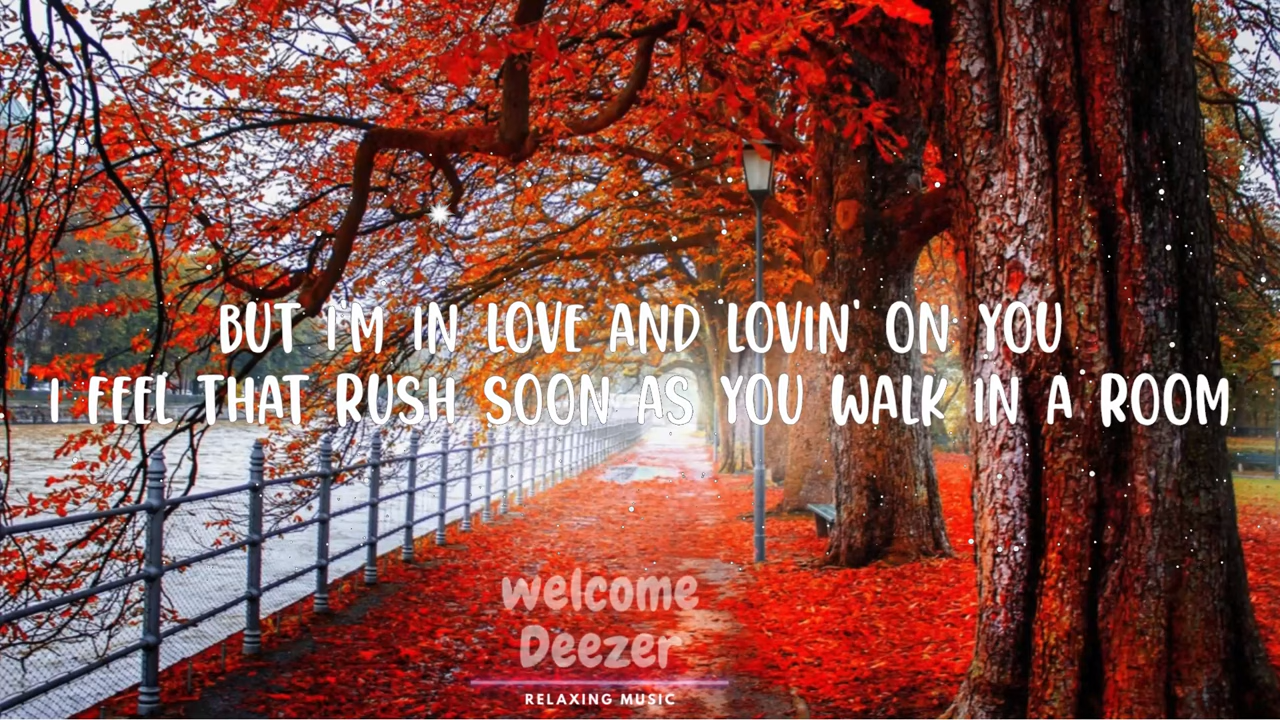 BUT I'M IN LOVE AND LOVIN' ON YOU
I FEEL THAT RUSH SOON AS YOU WALK IN A ROOM
welcome
Deezer
RELAXING MUSIC